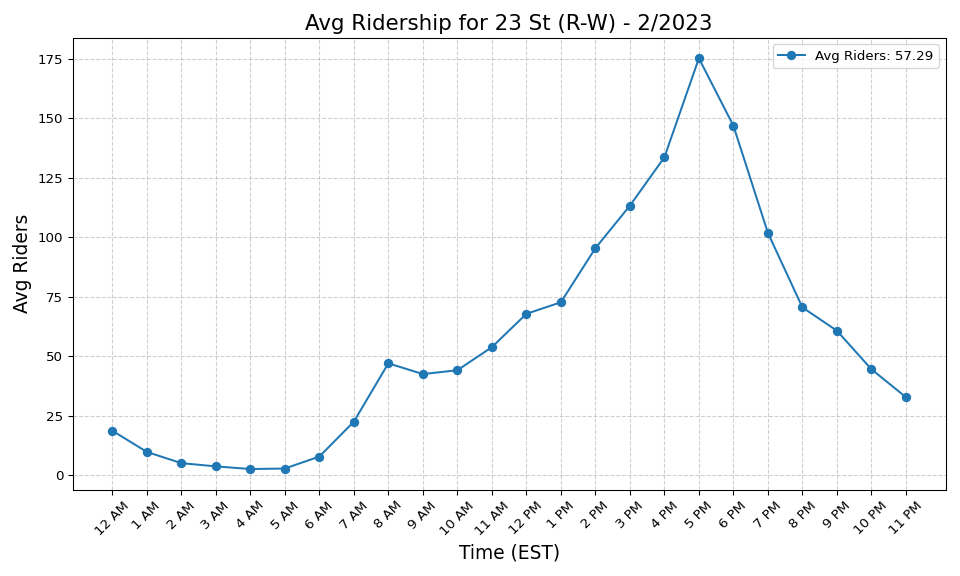 Avg Ridership for 23 St (R-W) - 2/2023
Avg Riders: 57.29
Avg Riders
175
150
125
100
75
50
25
0
12 AM
1 AM
2 AM
3 AM
4 AM
5 AM
6 AM
7 AM
8 AM
9 AM
10 AM
11 AM
12 PM
1 PM
2 PM
3 PM
4 PM
5 PM
6 PM
7 PM
8 PM
9 PM
10 PM
11 PM
Time (EST)